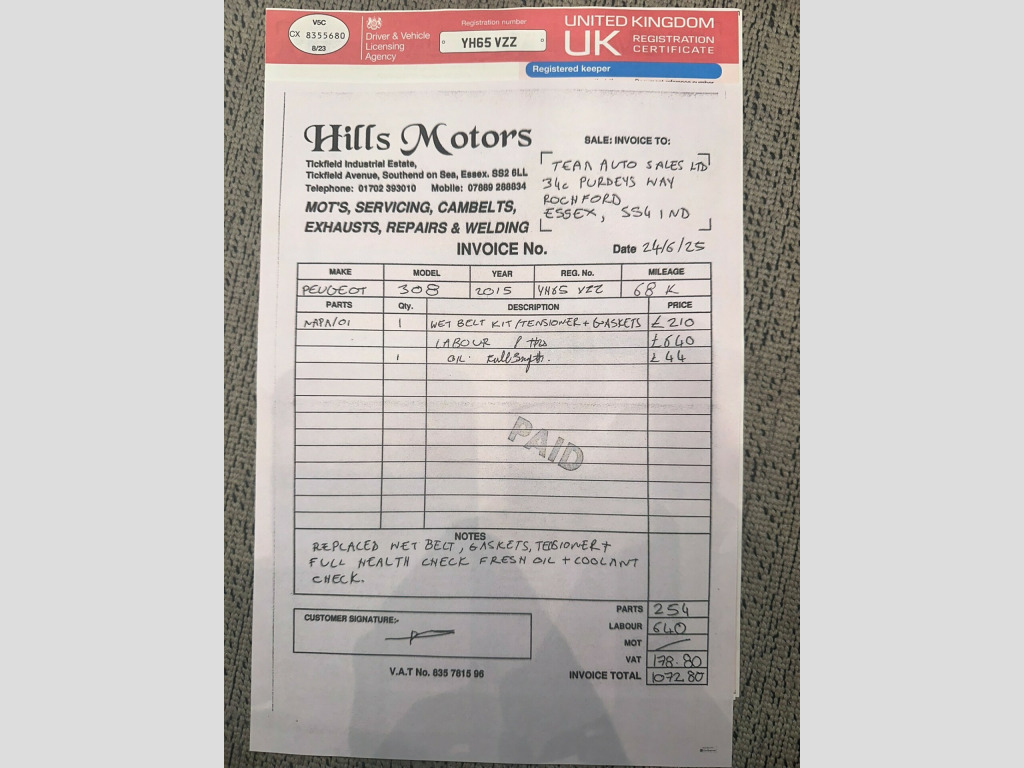 V5C
CX 8355680
8/23
Driver & Vehicle
Licensing
Agency
Registration number
YH65 VZZ
UNITED KINGDOM
UK REGISTRATION
CERTIFICATE
Registered keeper
Hills Motors
Tickfield Industrial Estate,
Tickfield Avenue, Southend on Sea, Essex. SS2 6LL
Telephone: 01702 393010 Mobile: 07889 288834
MOT'S, SERVICING, CAMBELTS,
EXHAUSTS, REPAIRS & WELDING
SALE: INVOICE TO:
TEAM AUTO SALES LTD
34c PURDEYS WAY
ROCHFORD
ESSEX, SS4 1ND
INVOICE No. Date 24/6/25
MAKE MODEL YEAR REG. No. MILEAGE
PEUGEOT 308 2015 YH65 VZZ 68 K
PARTS Qty. DESCRIPTION PRICE
NAPA/01 1 WET BELT KIT/TENSIONER + GASKETS £210
LABOUR £640
1 OIL. £44
PAID
NOTES
REPLACED WET BELT, GASKETS, TENSIONER +
FULL HEALTH CHECK FRESH OIL + COOLANT
CHECK.
CUSTOMER SIGNATURE:-
PARTS 254
LABOUR 640
MOT
VAT 178.80
INVOICE TOTAL 1072.80
V.A.T No. 835 7815 96